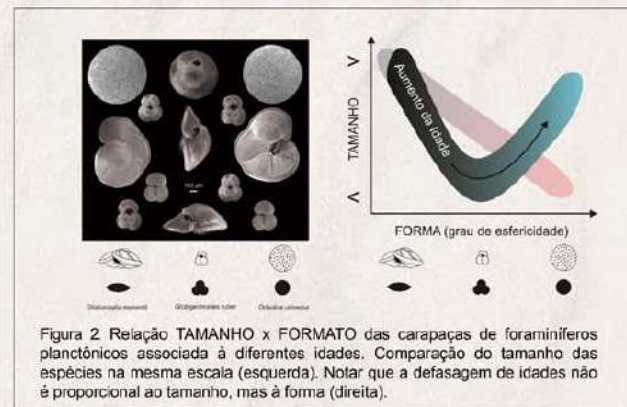 100 µm
TAMANHO
Aumento da idade
FORMA (grau de esfericidade)
Globorotalia menardii
Globigerinoides ruber
Orbulina universa
Figura 2. Relação TAMANHO x FORMATO das carapaças de foraminíferos
planctônicos associada à diferentes idades. Comparação do tamanho das
espécies na mesma escala (esquerda). Notar que a defasagem de idades não
é proporcional ao tamanho, mas à forma (direita).